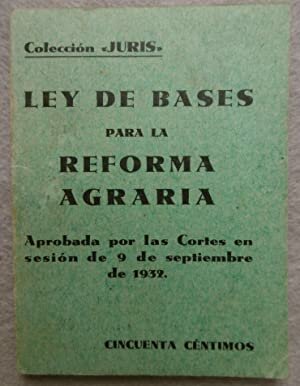 Colección «JURIS»
LEY DE BASES
PARA LA
REFORMA
AGRARIA
Aprobada por las Cortes en
sesión de 9 de septiembre
de 1932.
CINCUENTA CÉNTIMOS